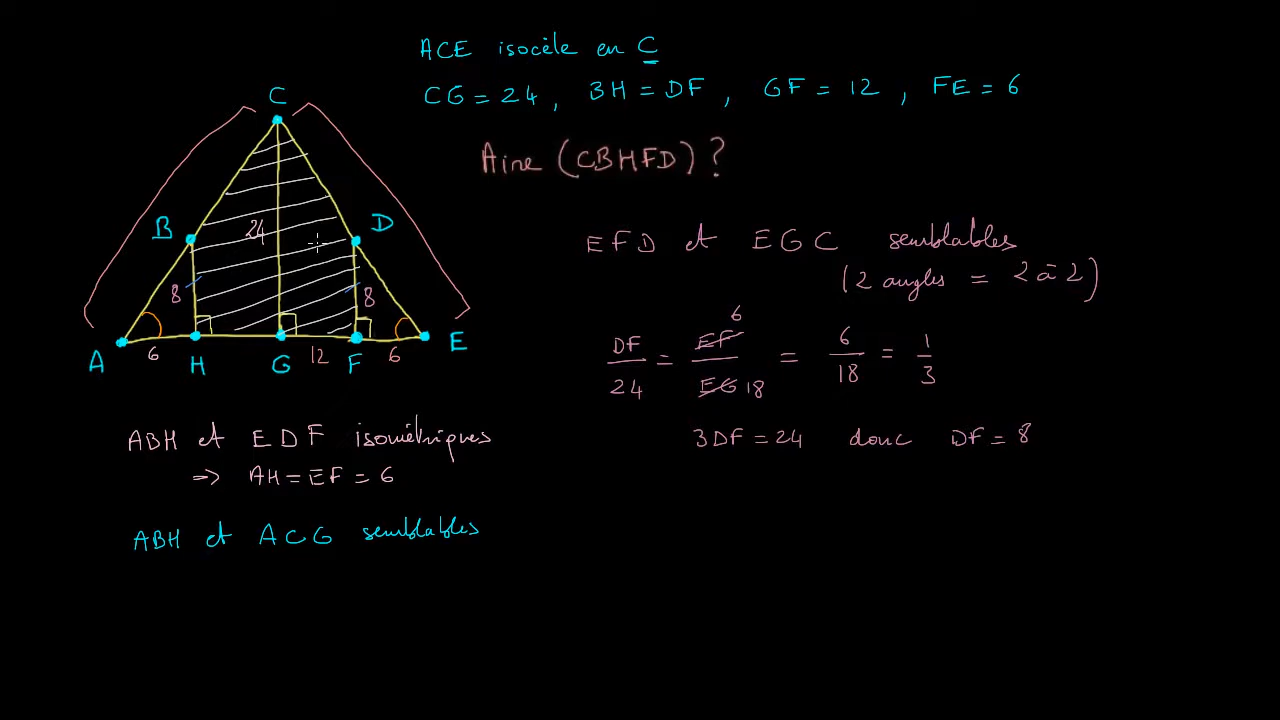 ACE isocèle en C
CG = 24 , BH = DF , GF = 12 , FE = 6
Aire (CBHFD) ?
C
B
D
24
8
8
A
6
H
G
12
F
6
E
EFD et EGC semblables
(2 angles = 2 à 2)
DF/24 = EF 6/EG 18 = 6/18 = 1/3
3DF = 24 donc DF = 8
ABH et EDF isométriques
=> AH = EF = 6
ABH et ACG semblables